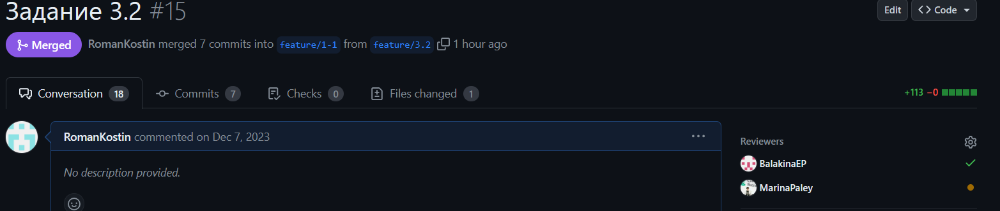 Задание 3.2 #15
Edit
Code
Merged
RomanKostin merged 7 commits into feature/1-1 from feature/3.2 1 hour ago
Conversation 18
Commits 7
Checks 0
Files changed 1
+113 −0
RomanKostin commented on Dec 7, 2023
No description provided.
Reviewers
BalakinaEP
MarinaPaley